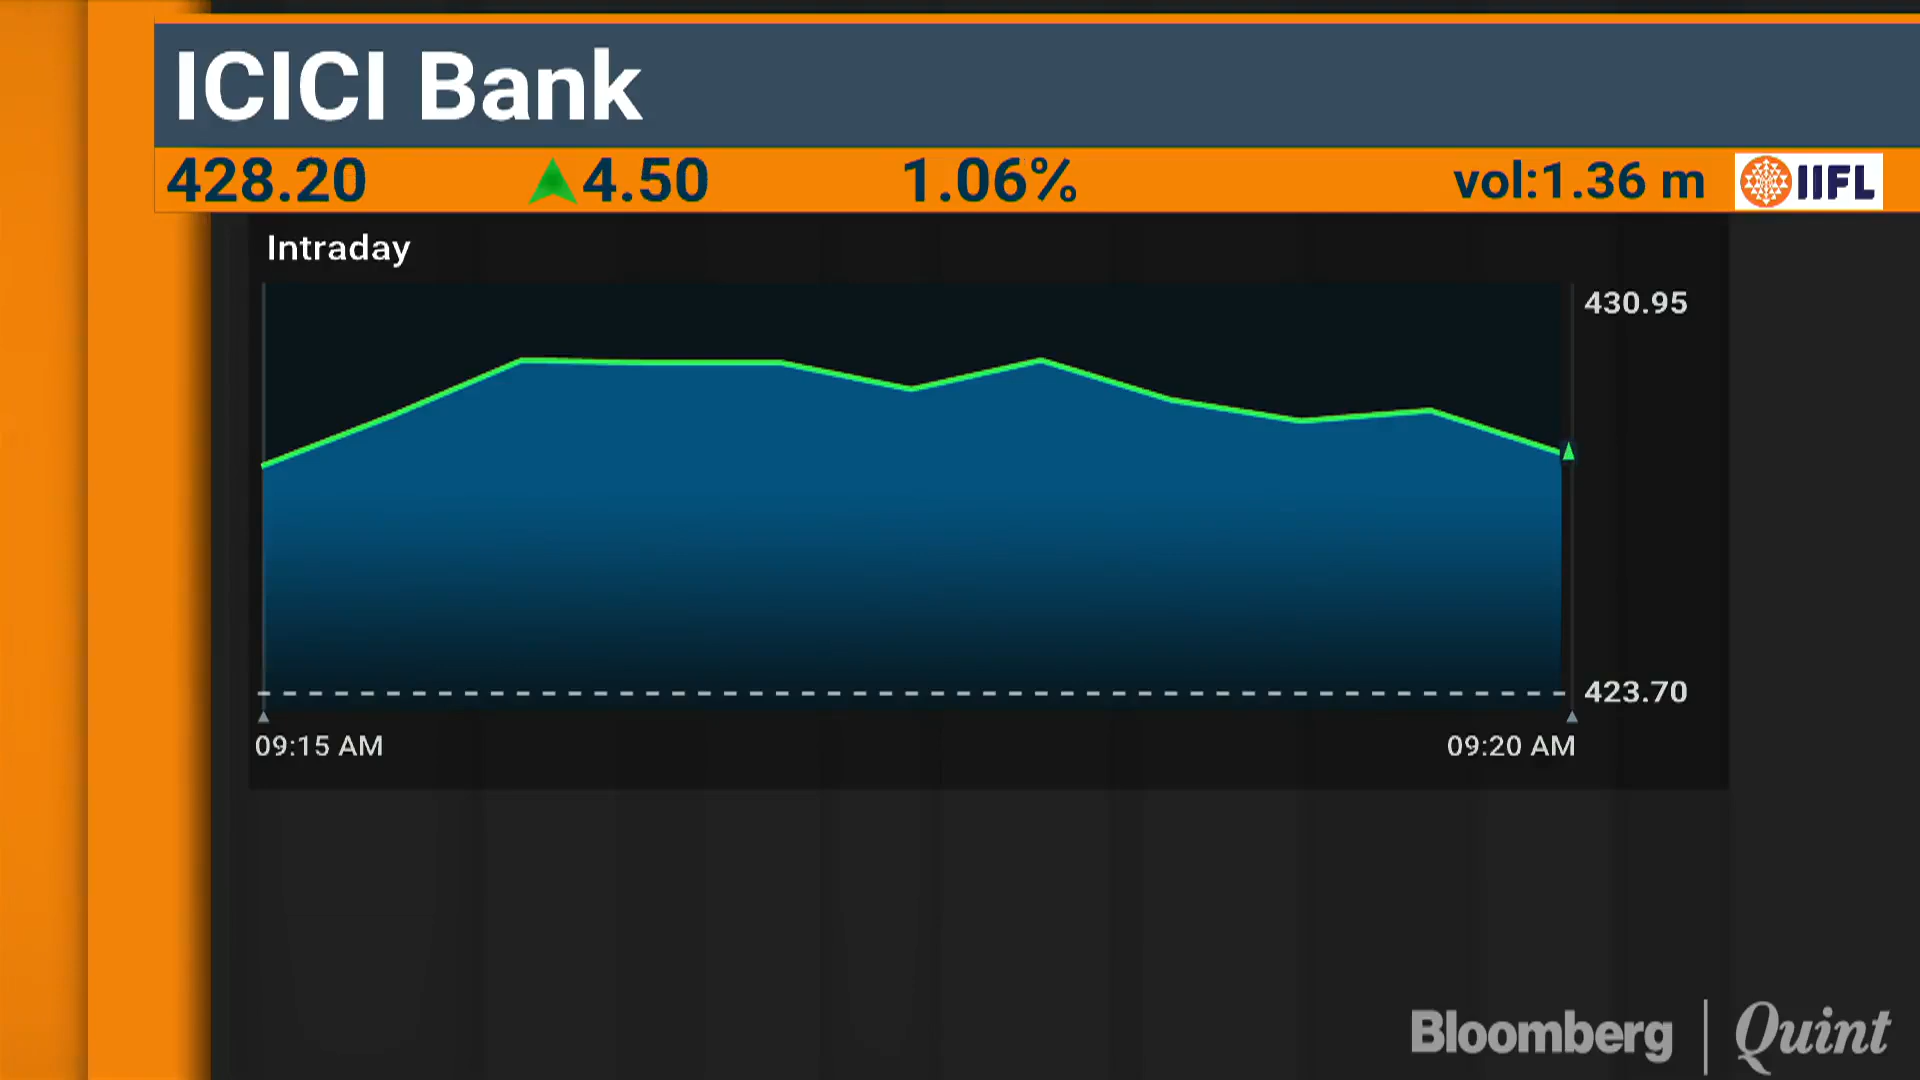 ICICI Bank
428.20 4.50 1.06% vol:1.36 m IIFL
Intraday
430.95
423.70
09:15 AM 09:20 AM
Bloomberg | Quint